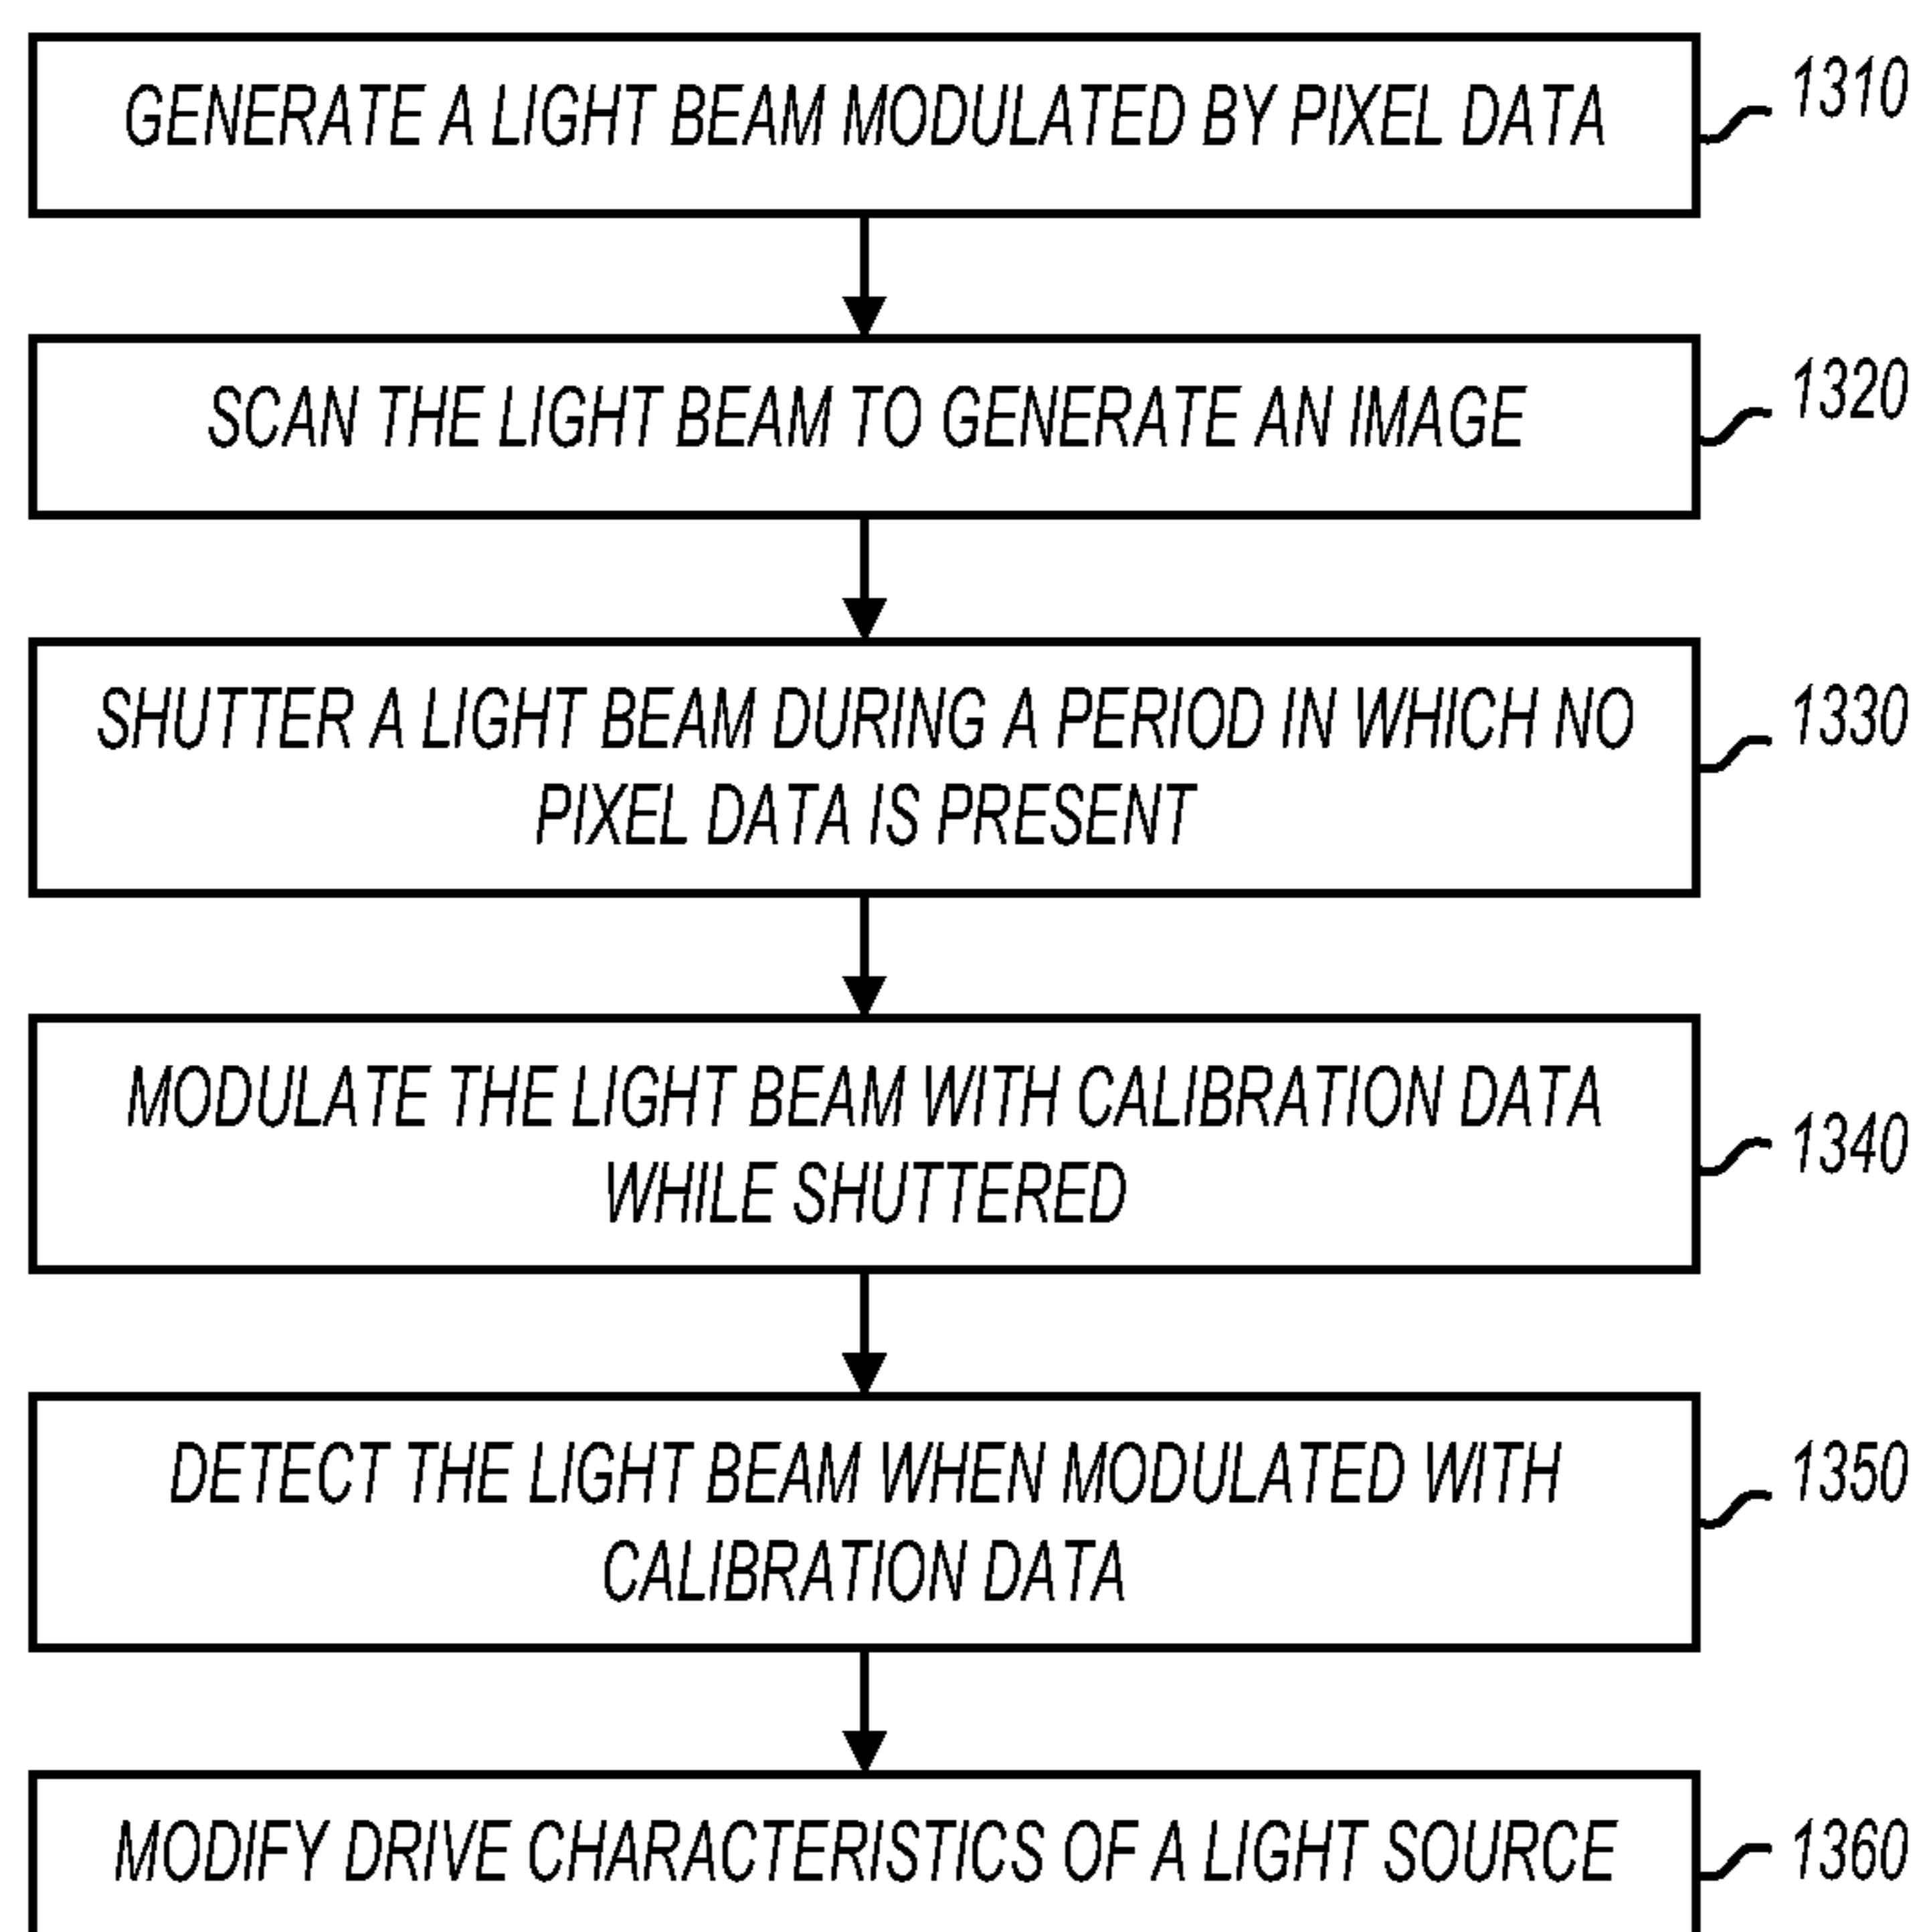 GENERATE A LIGHT BEAM MODULATED BY PIXEL DATA
1310
SCAN THE LIGHT BEAM TO GENERATE AN IMAGE
1320
SHUTTER A LIGHT BEAM DURING A PERIOD IN WHICH NO
PIXEL DATA IS PRESENT
1330
MODULATE THE LIGHT BEAM WITH CALIBRATION DATA
WHILE SHUTTERED
1340
DETECT THE LIGHT BEAM WHEN MODULATED WITH
CALIBRATION DATA
1350
MODIFY DRIVE CHARACTERISTICS OF A LIGHT SOURCE
1360